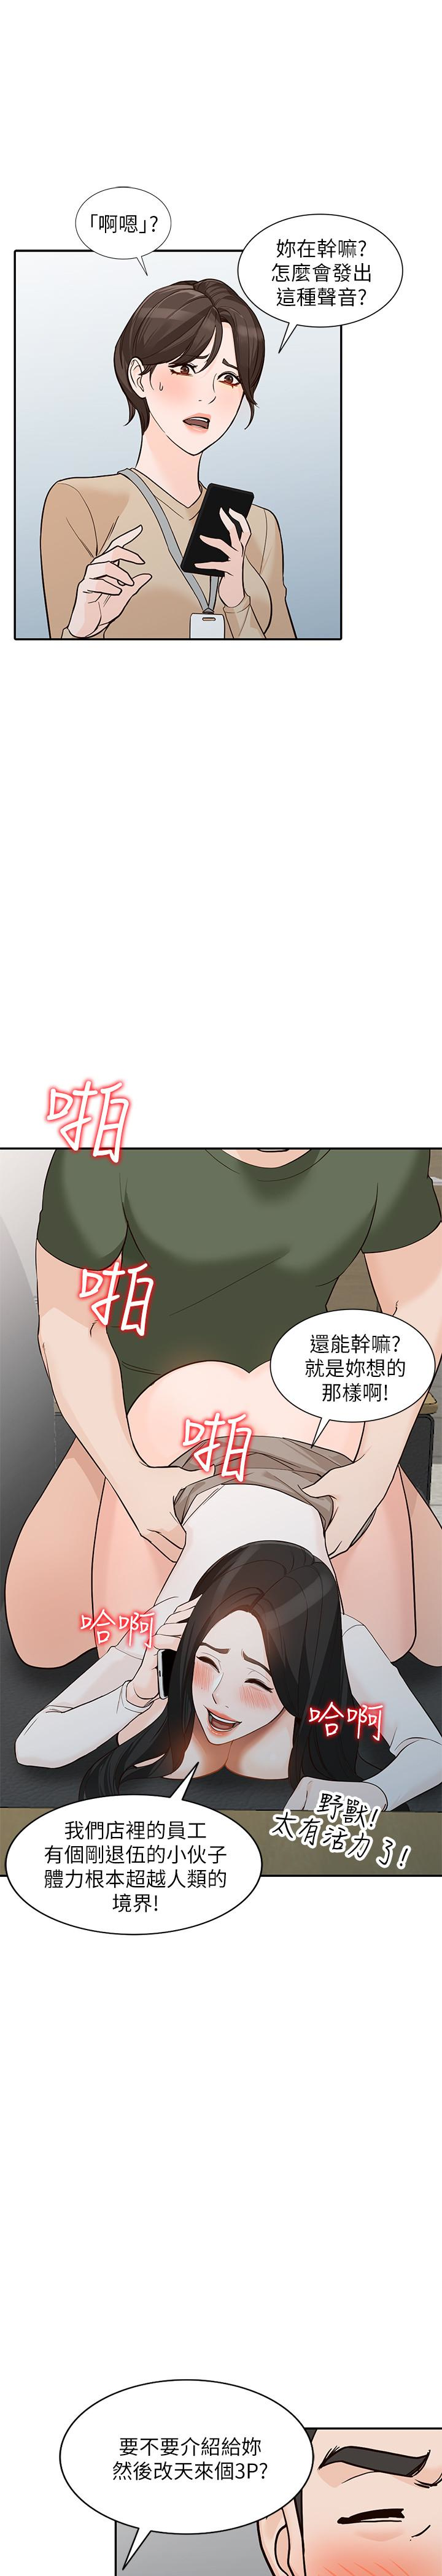 「啊嗯」?
妳在幹嘛?
怎麼會發出
這種聲音?
啪
啪
還能幹嘛?
就是妳想的
那樣啊!
啪
哈啊
哈啊
野獸!
太有活力了!
我們店裡的員工
有個剛退伍的小伙子
體力根本超越人類的
境界!
要不要介紹給妳
然後改天來個3P?